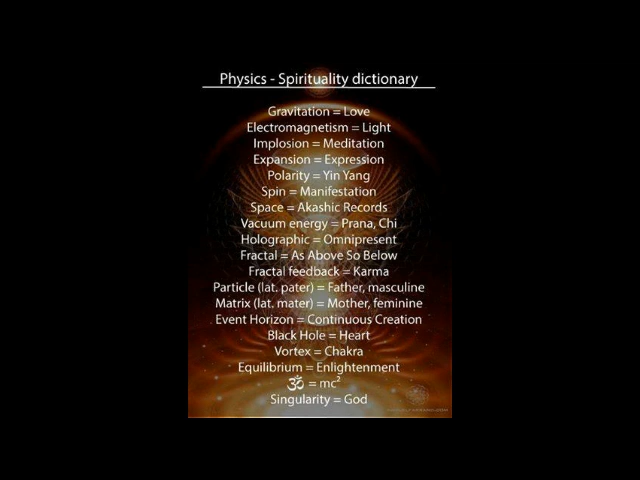 Physics - Spirituality dictionary
Gravitation = Love
Electromagnetism = Light
Implosion = Meditation
Expansion = Expression
Polarity = Yin Yang
Spin = Manifestation
Space = Akashic Records
Vacuum energy = Prana, Chi
Holographic = Omnipresent
Fractal = As Above So Below
Fractal feedback = Karma
Particle (lat. pater) = Father, masculine
Matrix (lat. mater) = Mother, feminine
Event Horizon = Continuous Creation
Black Hole = Heart
Vortex = Chakra
Equilibrium = Enlightenment
ॐ = mc²
Singularity = God